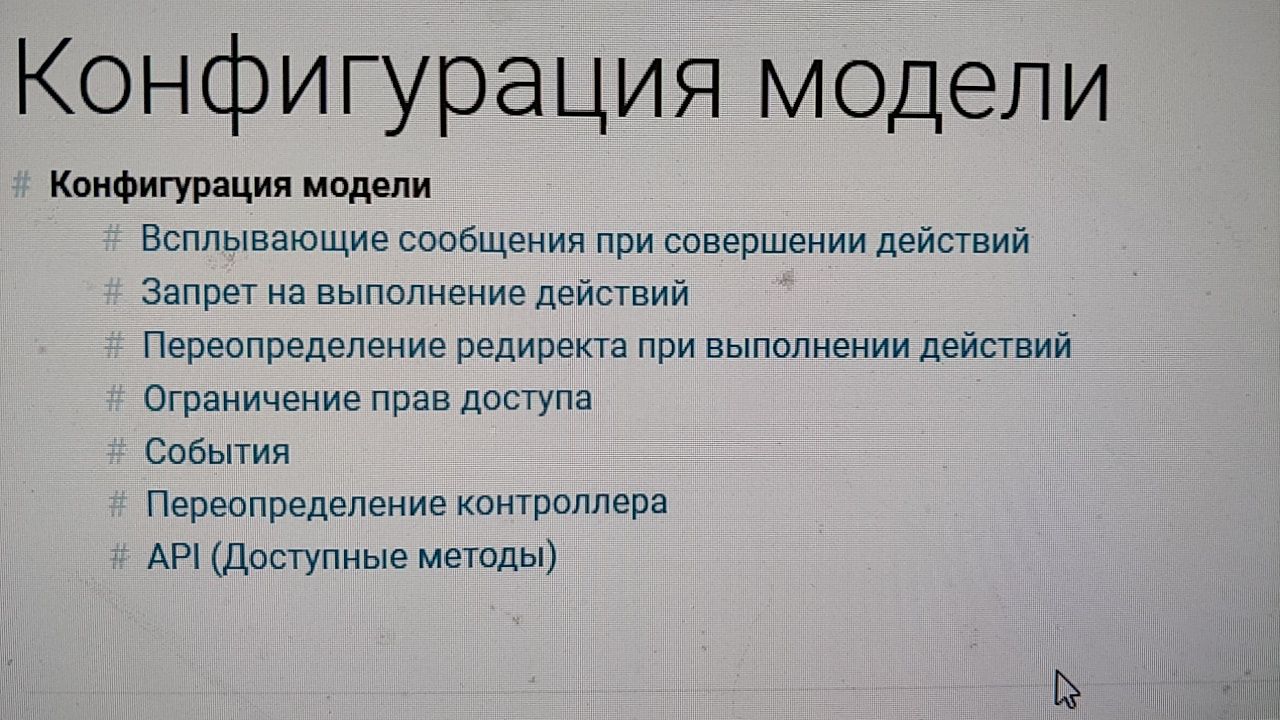 Конфигурация модели
# Конфигурация модели
# Всплывающие сообщения при совершении действий
# Запрет на выполнение действий
# Переопределение редиректа при выполнении действий
# Ограничение прав доступа
# События
# Переопределение контроллера
# API (Доступные методы)